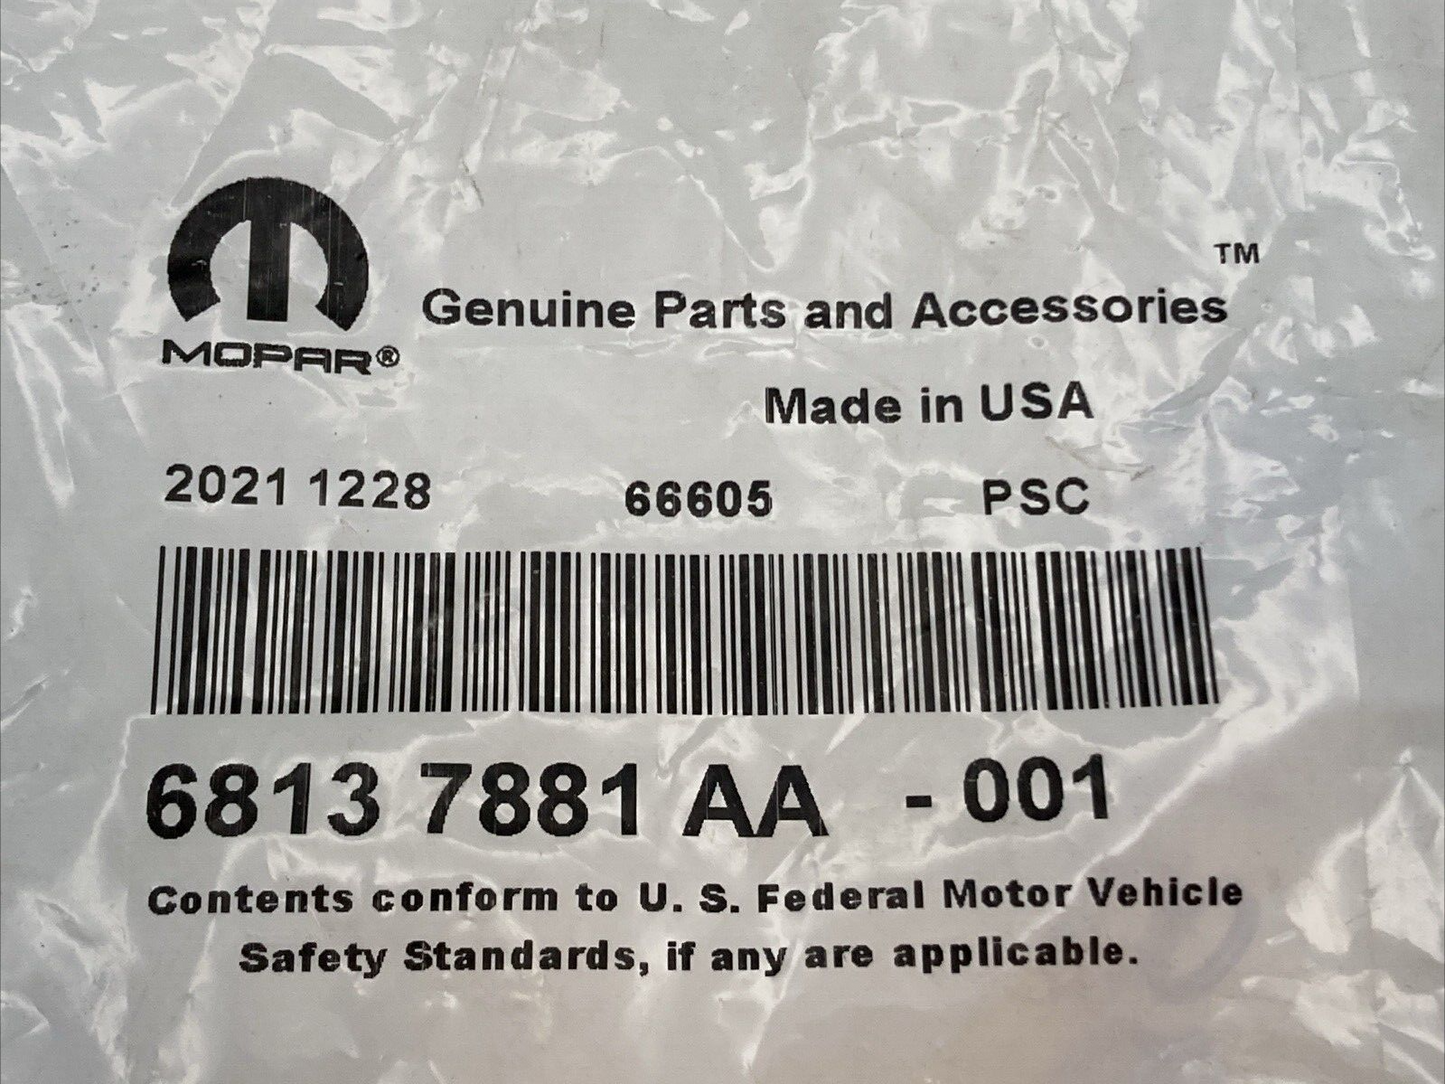 TM
MOPAR®
Genuine Parts and Accessories
Made in USA
2021 1228 66605 PSC
6813 7881 AA - 001
Contents conform to U. S. Federal Motor Vehicle
Safety Standards, if any are applicable.